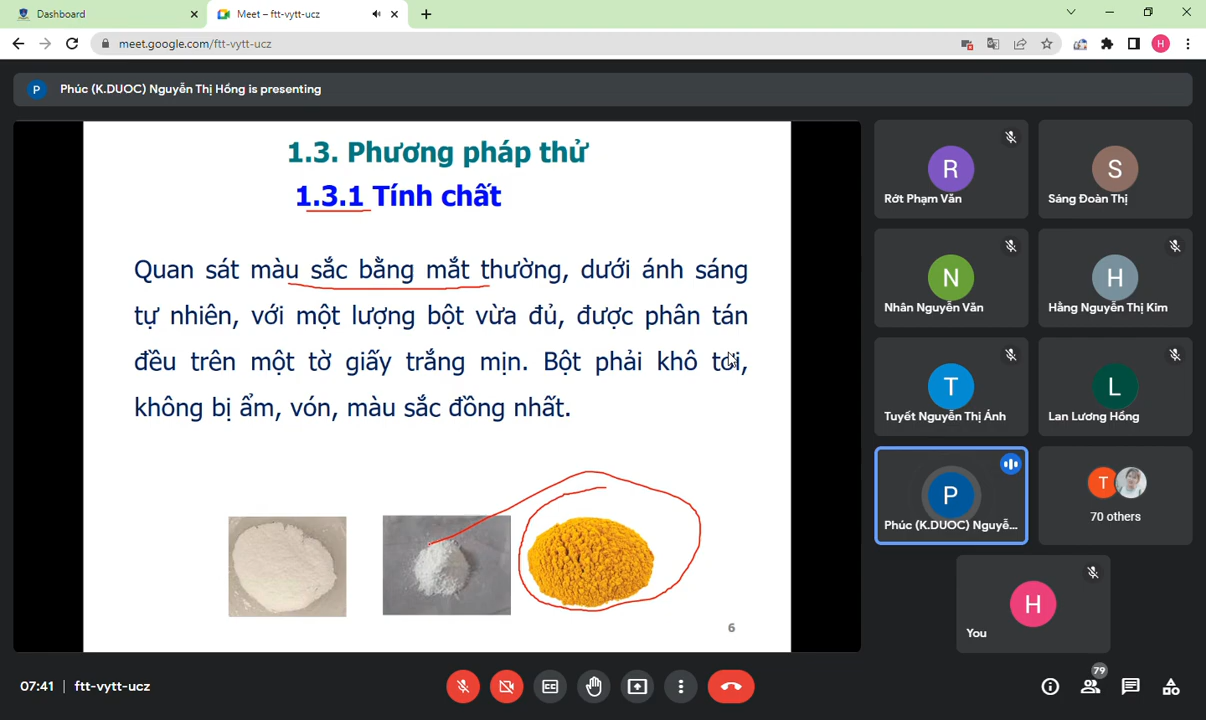 Dashboard
Meet – ftt-vytt-ucz
meet.google.com/ftt-vytt-ucz
H
P
Phúc (K.DUOC) Nguyễn Thị Hồng is presenting
1.3. Phương pháp thử
1.3.1 Tính chất
Quan sát màu sắc bằng mắt thường, dưới ánh sáng
tự nhiên, với một lượng bột vừa đủ, được phân tán
đều trên một tờ giấy trắng mịn. Bột phải khô tơi,
không bị ẩm, vón, màu sắc đồng nhất.
6
R
Rớt Phạm Văn
S
Sáng Đoàn Thị
N
Nhân Nguyễn Văn
H
Hằng Nguyễn Thị Kim
T
Tuyết Nguyễn Thị Ánh
L
Lan Lương Hồng
P
Phúc (K.DUOC) Nguyễ...
T
70 others
H
You
07:41 | ftt-vytt-ucz
CC
79